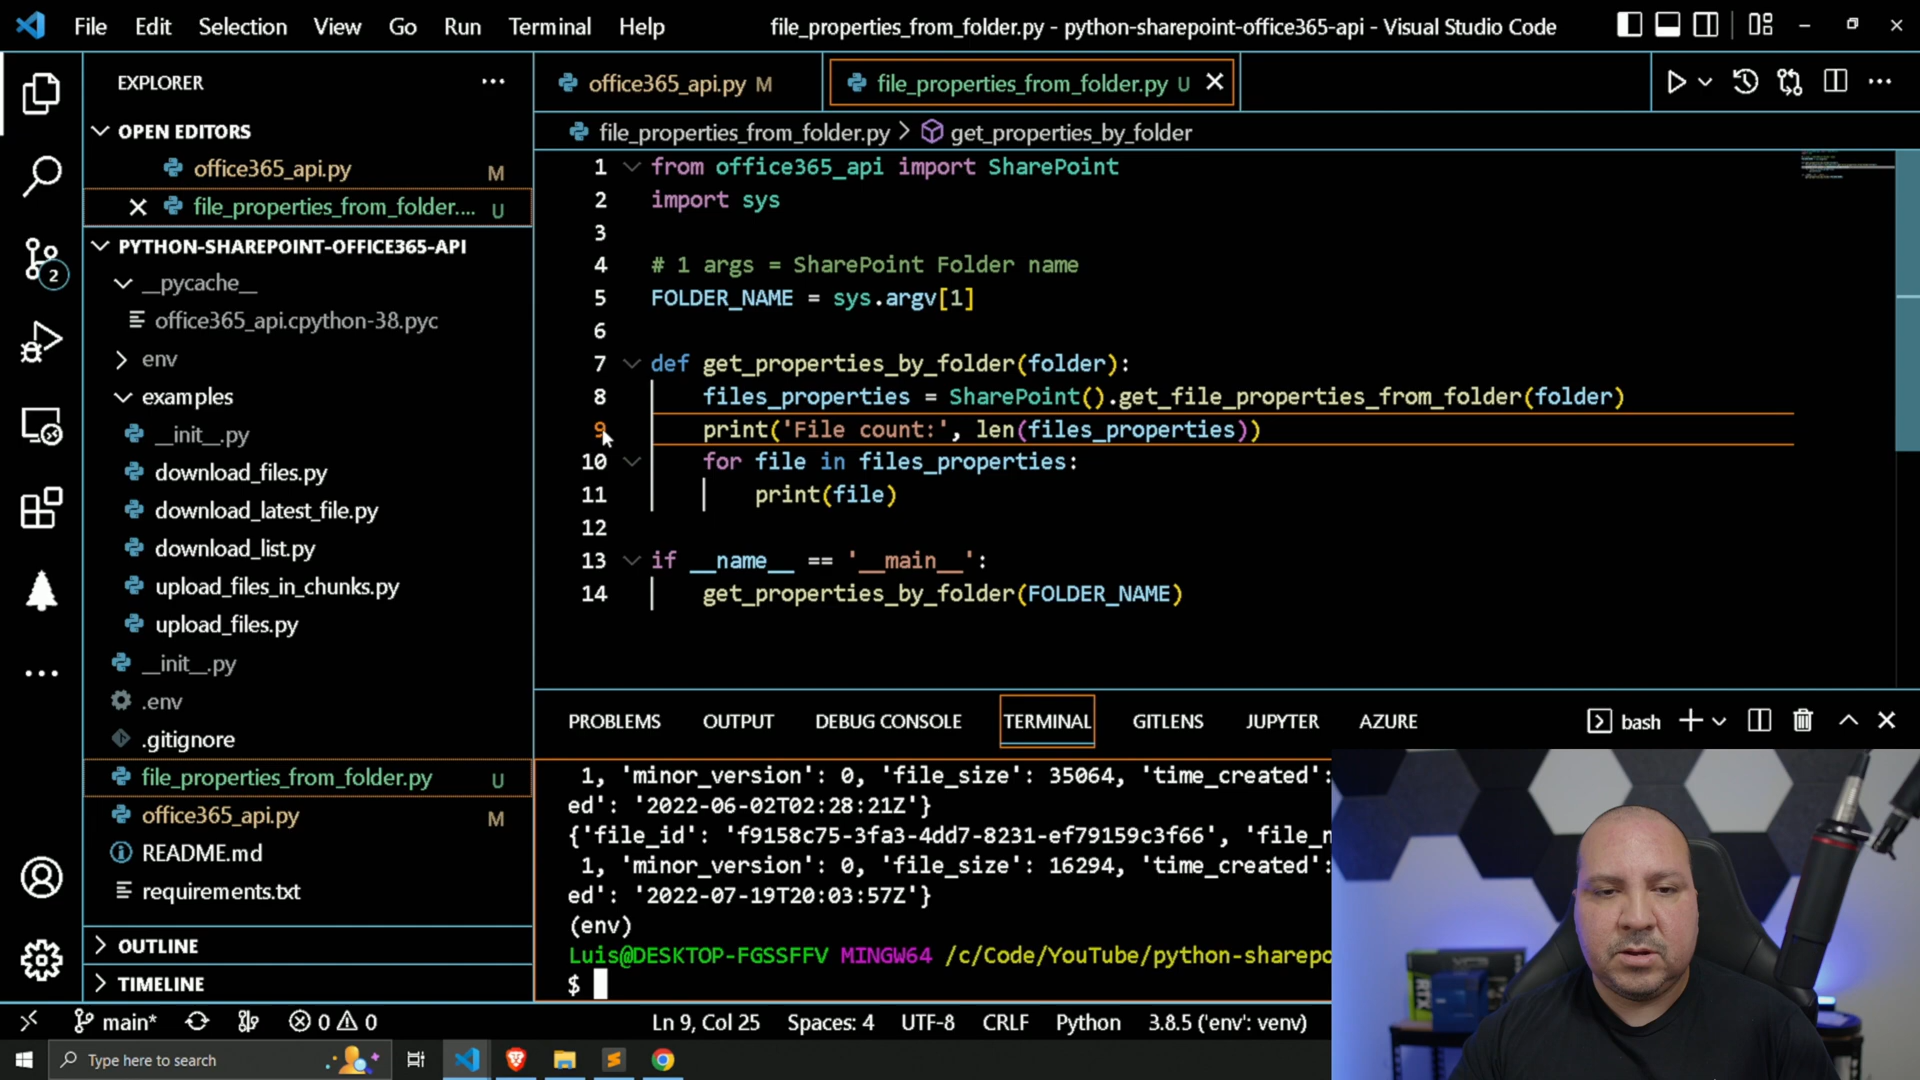 File Edit Selection View Go Run Terminal Help
file_properties_from_folder.py - python-sharepoint-office365-api - Visual Studio Code
EXPLORER
OPEN EDITORS
office365_api.py M
file_properties_from_folder.... U
PYTHON-SHAREPOINT-OFFICE365-API
__pycache__
office365_api.cpython-38.pyc
env
examples
__init__.py
download_files.py
download_latest_file.py
download_list.py
upload_files_in_chunks.py
upload_files.py
__init__.py
.env
.gitignore
file_properties_from_folder.py U
office365_api.py M
README.md
requirements.txt
OUTLINE
TIMELINE
2
office365_api.py M
file_properties_from_folder.py U
file_properties_from_folder.py > get_properties_by_folder
1 from office365_api import SharePoint
2 import sys
3
4 # 1 args = SharePoint Folder name
5 FOLDER_NAME = sys.argv[1]
6
7 def get_properties_by_folder(folder):
8 files_properties = SharePoint().get_file_properties_from_folder(folder)
9 print('File count:', len(files_properties))
10 for file in files_properties:
11 print(file)
12
13 if __name__ == '__main__':
14 get_properties_by_folder(FOLDER_NAME)
PROBLEMS OUTPUT DEBUG CONSOLE TERMINAL GITLENS JUPYTER AZURE
bash
1, 'minor_version': 0, 'file_size': 35064, 'time_created':
ed': '2022-06-02T02:28:21Z'}
{'file_id': 'f9158c75-3fa3-4dd7-8231-ef79159c3f66', 'file_n
1, 'minor_version': 0, 'file_size': 16294, 'time_created':
ed': '2022-07-19T20:03:57Z'}
(env)
Luis@DESKTOP-FGSSFFV MINGW64 /c/Code/YouTube/python-sharepo
$
main* 0 0 Ln 9, Col 25 Spaces: 4 UTF-8 CRLF Python 3.8.5 ('env': venv)
Type here to search
RTX